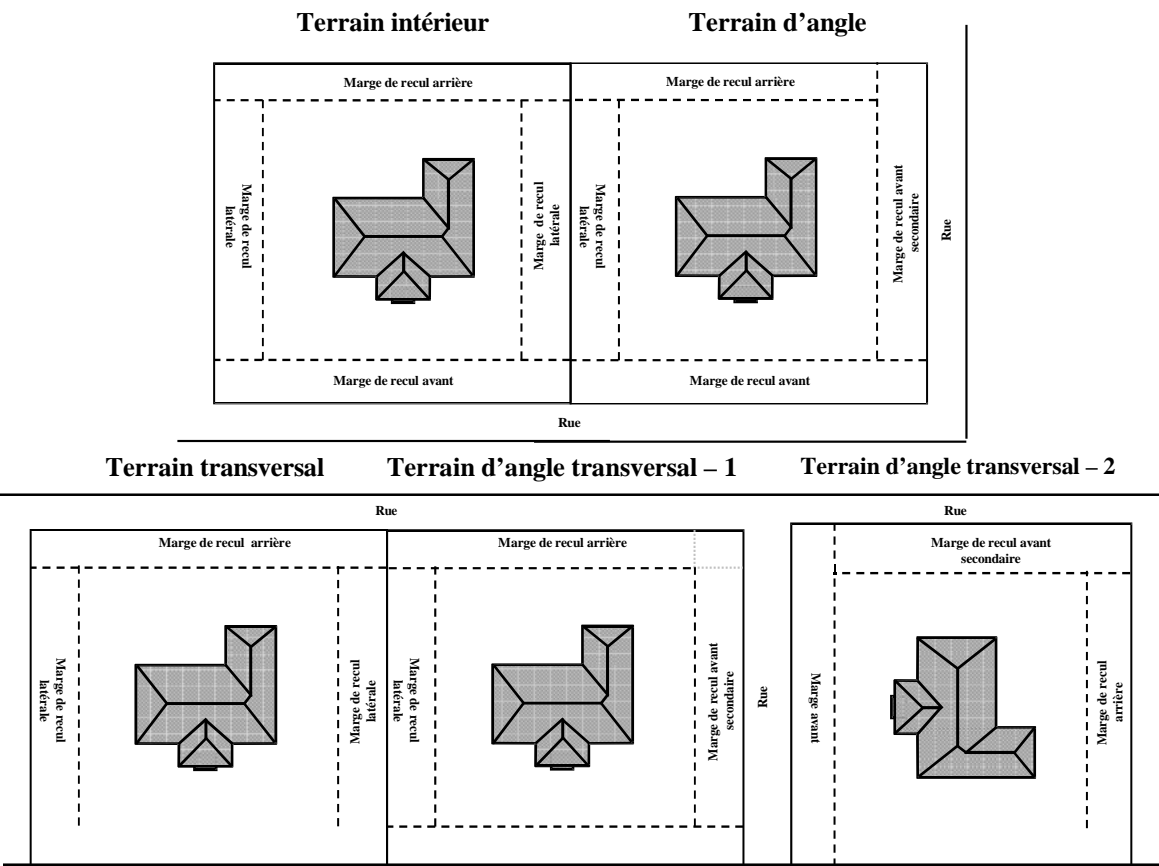 Terrain intérieur
Terrain d'angle
Marge de recul arrière
Marge de recul arrière
Marge de recul
latérale
Marge de recul
latérale
Marge de recul
latérale
Marge de recul avant
secondaire
Rue
Marge de recul avant
Marge de recul avant
Rue
Terrain transversal
Terrain d'angle transversal – 1
Terrain d'angle transversal – 2
Rue
Rue
Marge de recul arrière
Marge de recul arrière
Marge de recul avant
secondaire
Marge de recul
latérale
Marge de recul
latérale
Marge de recul
latérale
Marge de recul avant
secondaire
Rue
Marge avant
Marge de recul
arrière